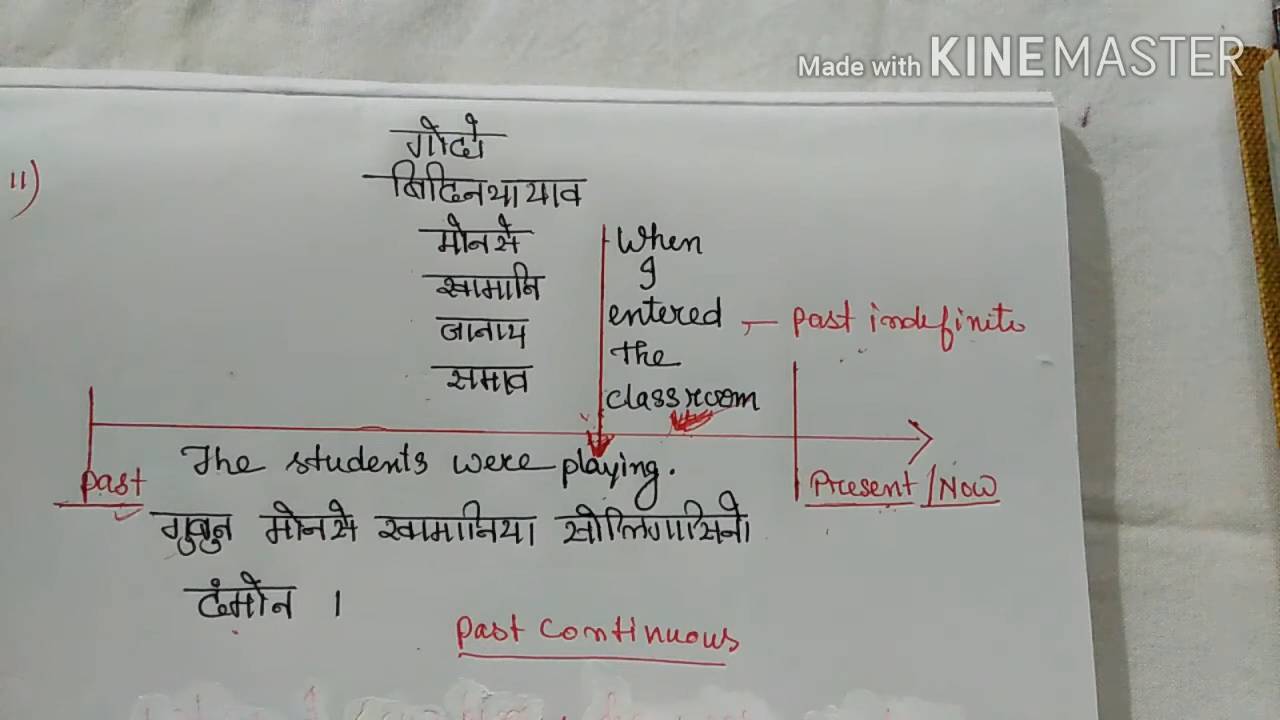 Made with KINEMASTER
11)
गोदो
बिदिनथायाव
मोनसे
खामानि
जानाय
समाव
When
I
entered — past indefinite
the
classroom
Past
The students were playing.
Present / Now
गुबुन मोनसे खामानिया सोलिगासिनो
दंमोन ।
Past continuous